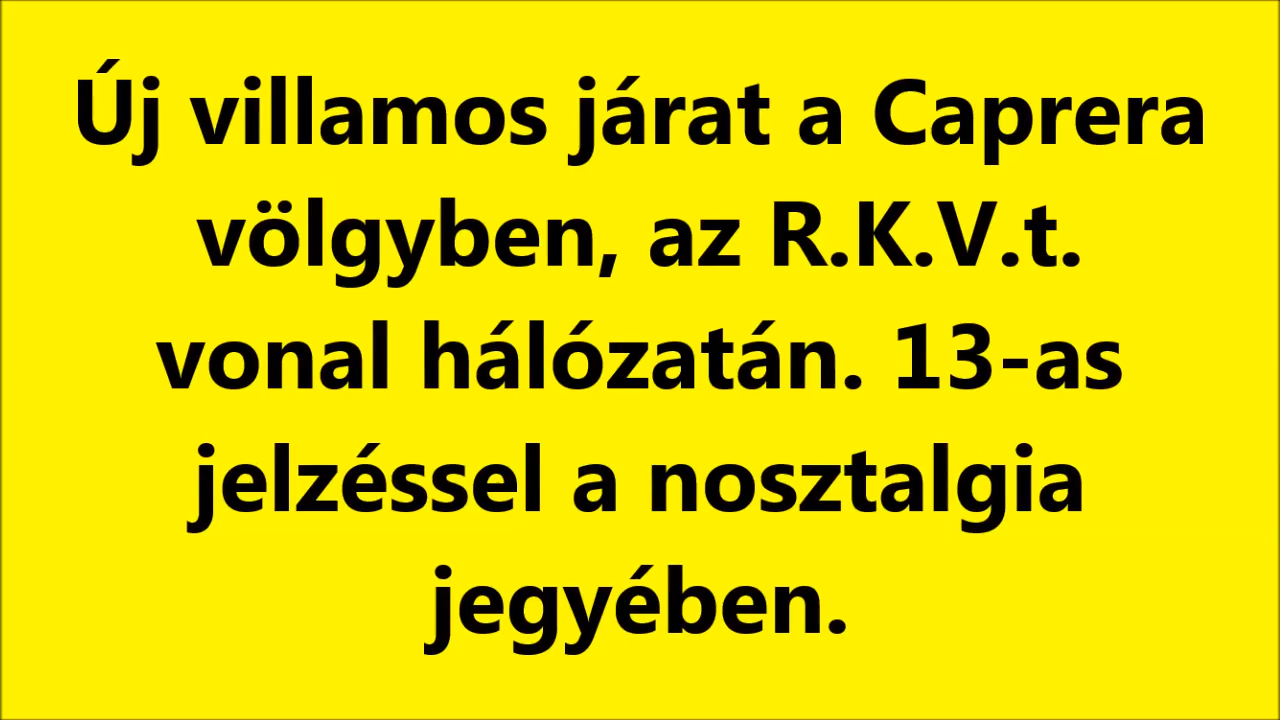 Új villamos járat a Caprera
völgyben, az R.K.V.t.
vonal hálózatán. 13-as
jelzéssel a nosztalgia
jegyében.